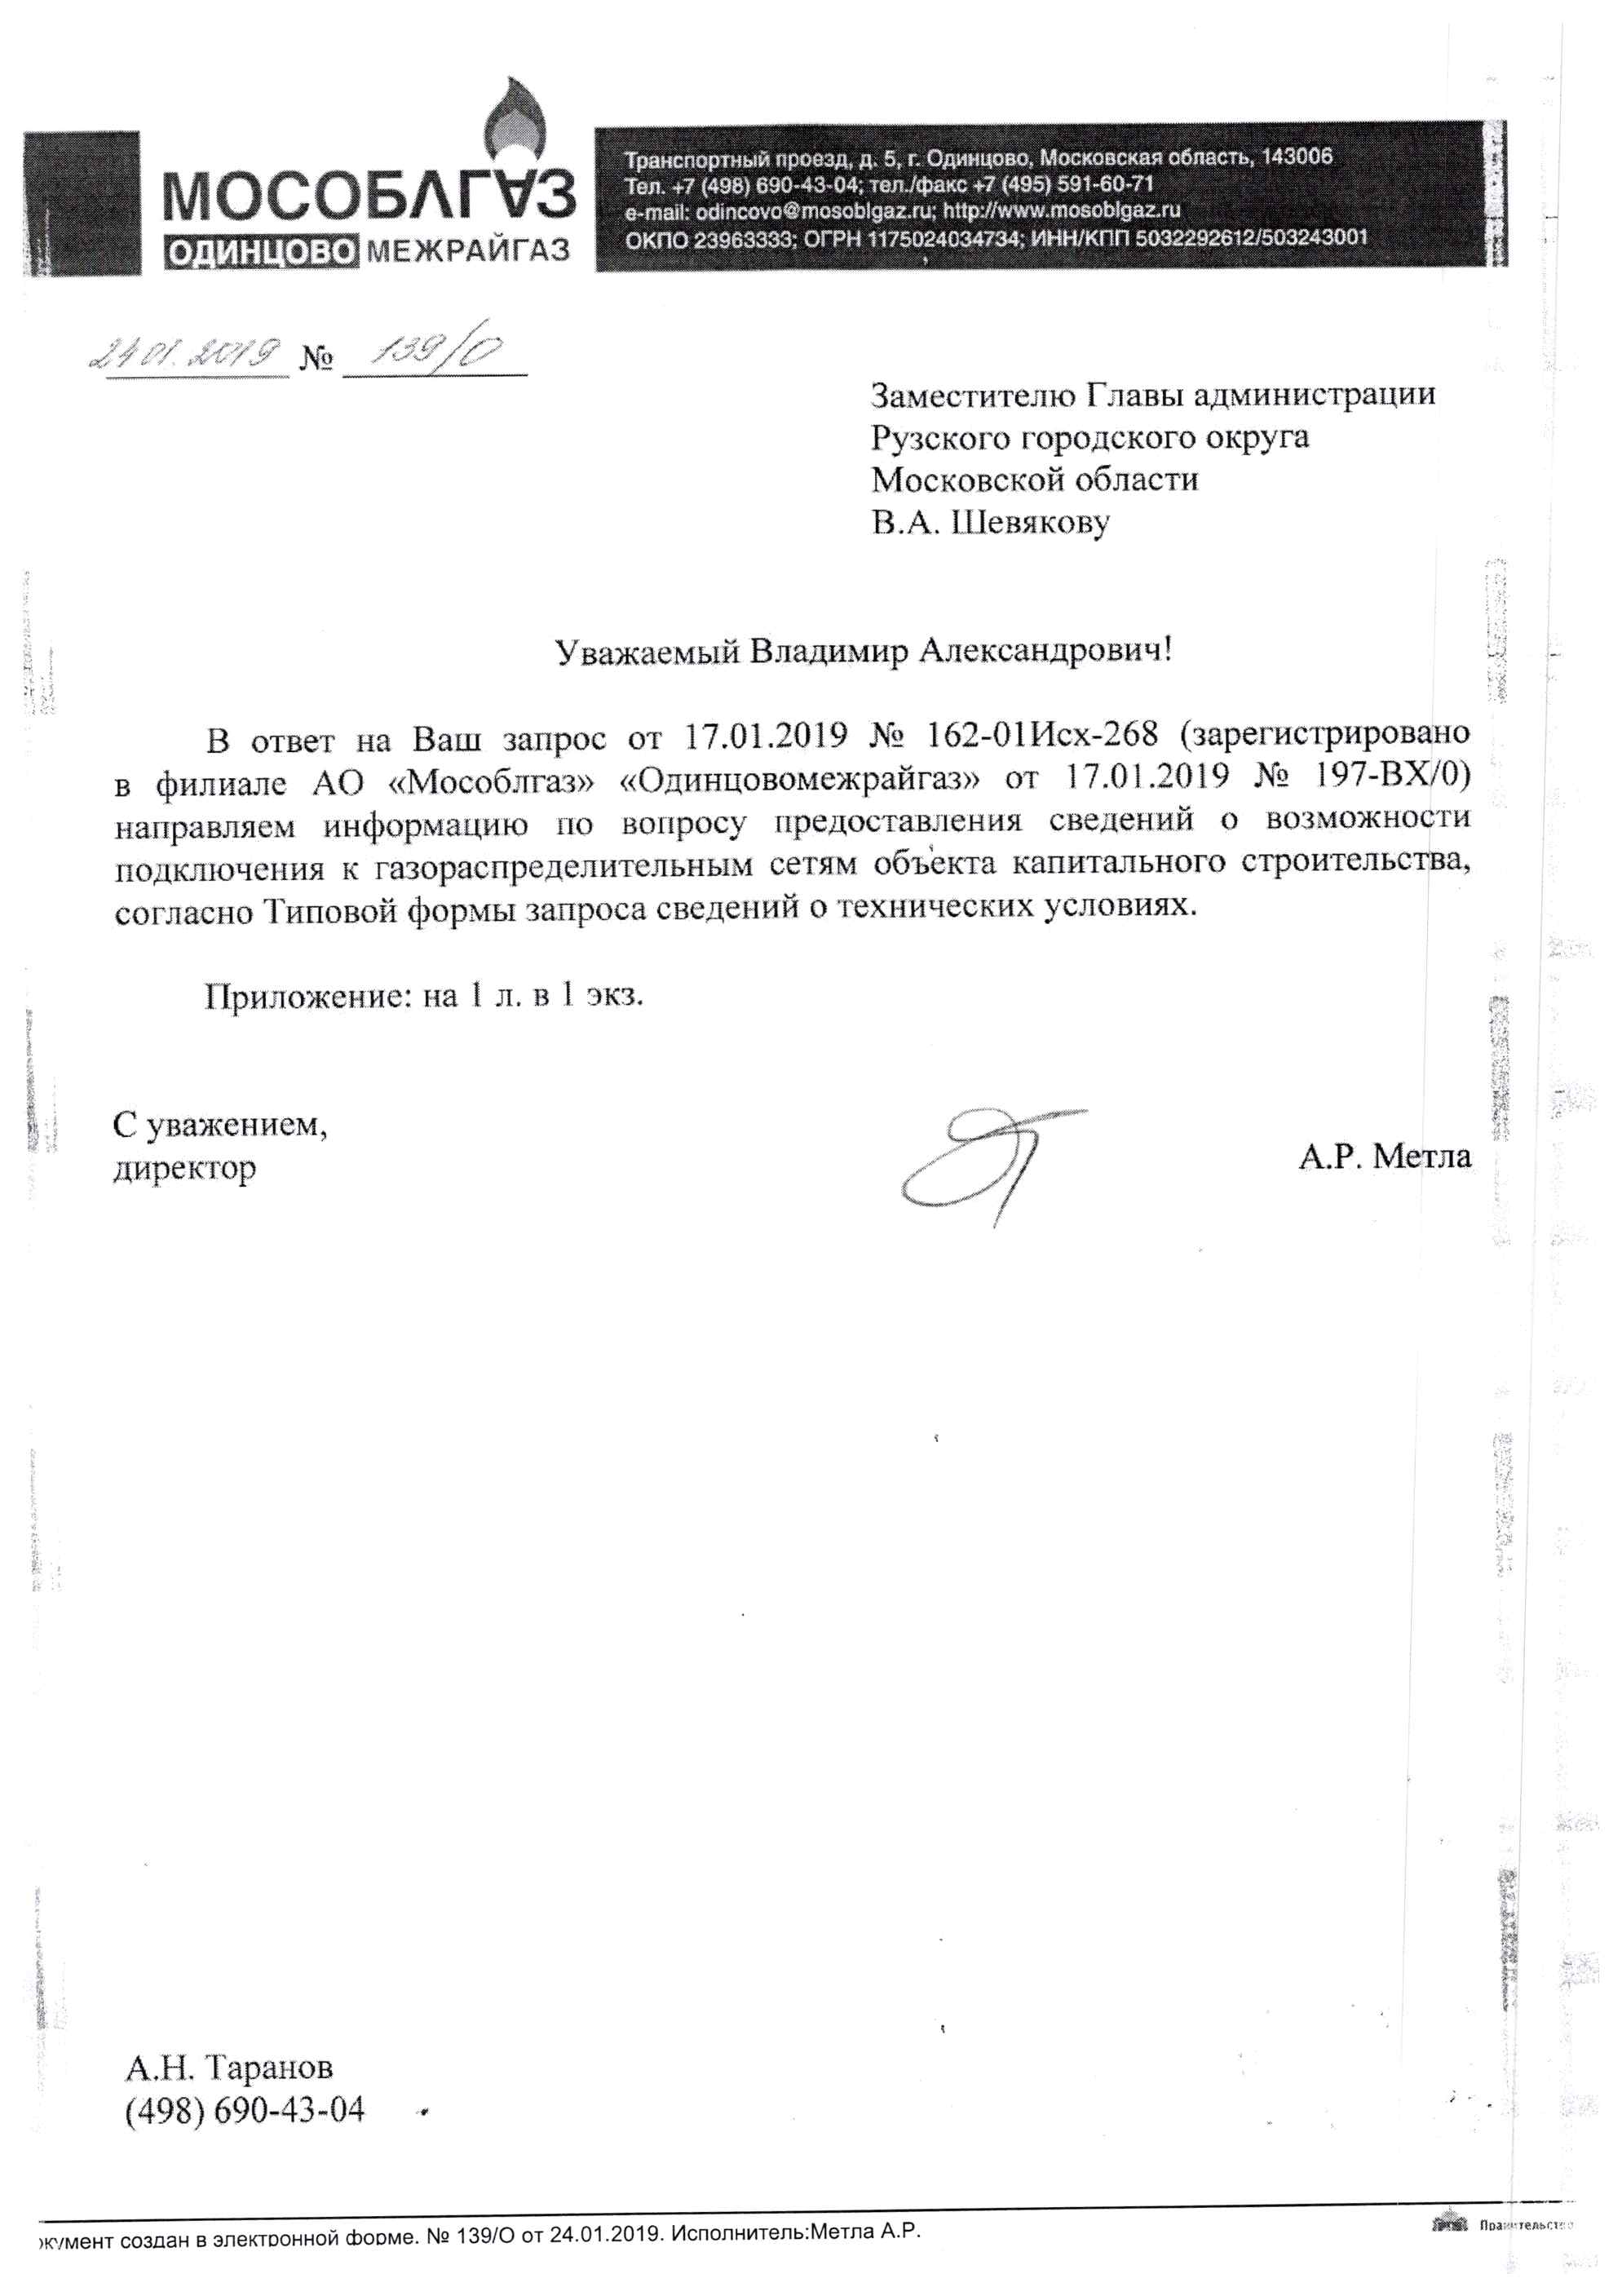 МОСОБЛГАЗ
ОДИНЦОВО МЕЖРАЙГАЗ
Транспортный проезд, д. 5, г. Одинцово, Московская область, 143006
Тел. +7 (498) 690-43-04; тел./факс +7 (495) 591-60-71
e-mail: odincovo@mosoblgaz.ru; http://www.mosoblgaz.ru
ОКПО 23963333; ОГРН 1175024034734; ИНН/КПП 5032292612/503243001
24 01. 2019 № 139/О
Заместителю Главы администрации
Рузского городского округа
Московской области
В.А. Шевякову
Уважаемый Владимир Александрович!
В ответ на Ваш запрос от 17.01.2019 № 162-01Исх-268 (зарегистрировано
в филиале АО «Мособлгаз» «Одинцовомежрайгаз» от 17.01.2019 № 197-ВХ/0)
направляем информацию по вопросу предоставления сведений о возможности
подключения к газораспределительным сетям объекта капитального строительства,
согласно Типовой формы запроса сведений о технических условиях.
Приложение: на 1 л. в 1 экз.
С уважением,
директор
А.Р. Метла
А.Н. Таранов
(498) 690-43-04
окумент создан в электронной форме. № 139/О от 24.01.2019. Исполнитель:Метла А.Р.
Правительство